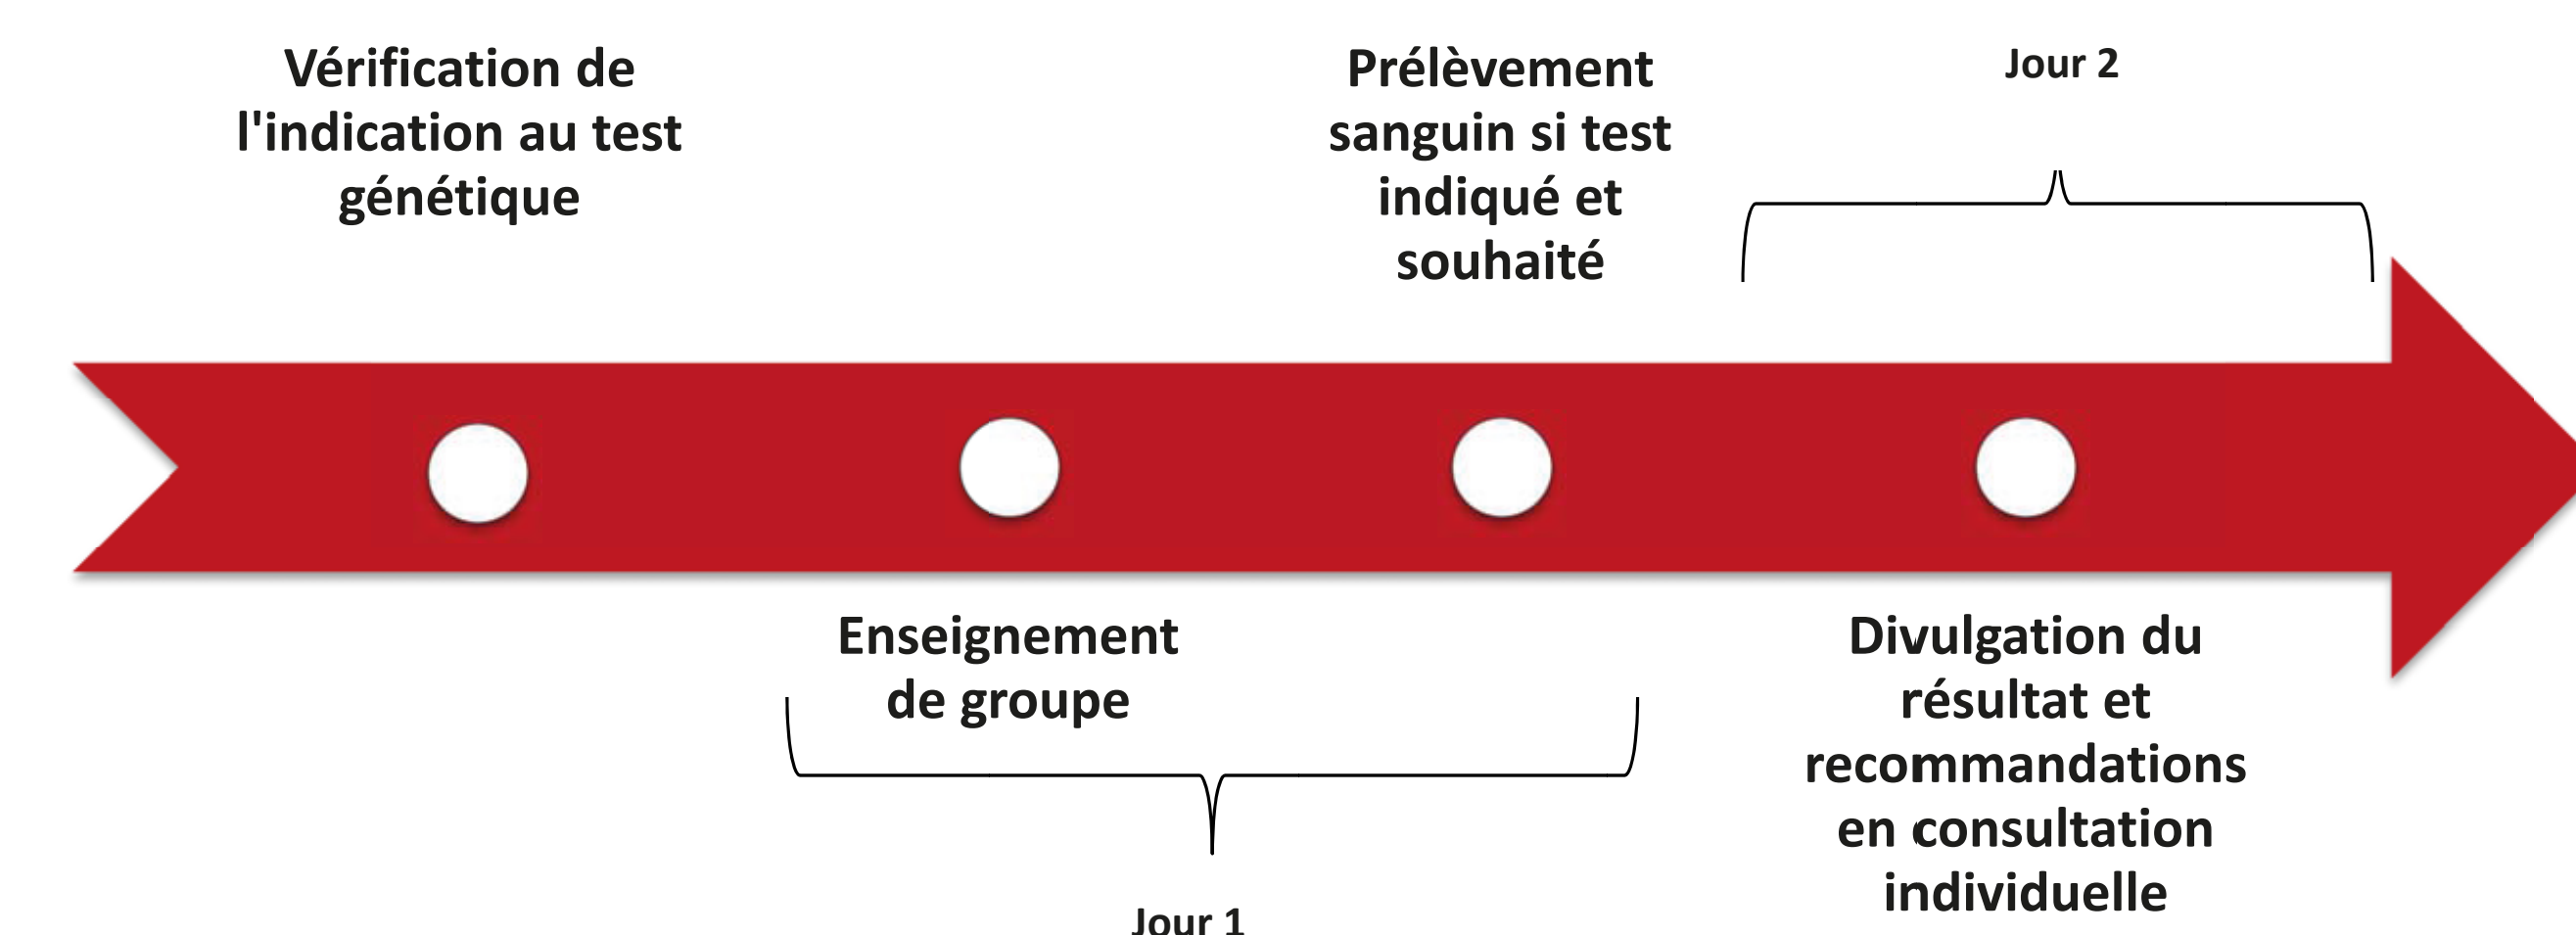 Vérification de
l'indication au test
génétique
Prélèvement
sanguin si test
indiqué et
souhaité
Jour 2
Enseignement
de groupe
Jour 1
Divulgation du
résultat et
recommandations
en consultation
individuelle